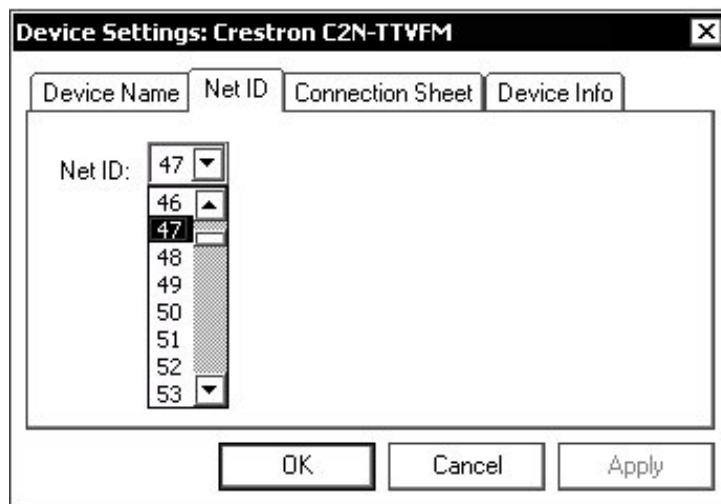 Device Settings: Crestron C2N-TTVFM
Device Name Net ID Connection Sheet Device Info
Net ID: 47
46
47
48
49
50
51
52
53
OK Cancel Apply